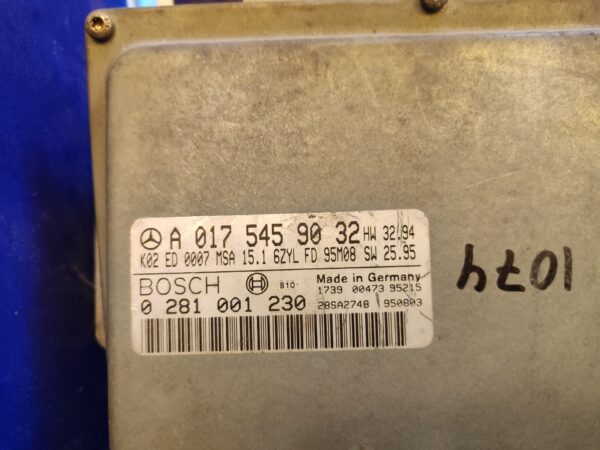 A 017 545 90 32 HW 32.94
K02 ED 0007 MSA 15.1 6ZYL FD 95M08 SW 25.95
BOSCH 810 Made in Germany
1739 00473 95215
0 281 001 230 28SA2748 950803
1074